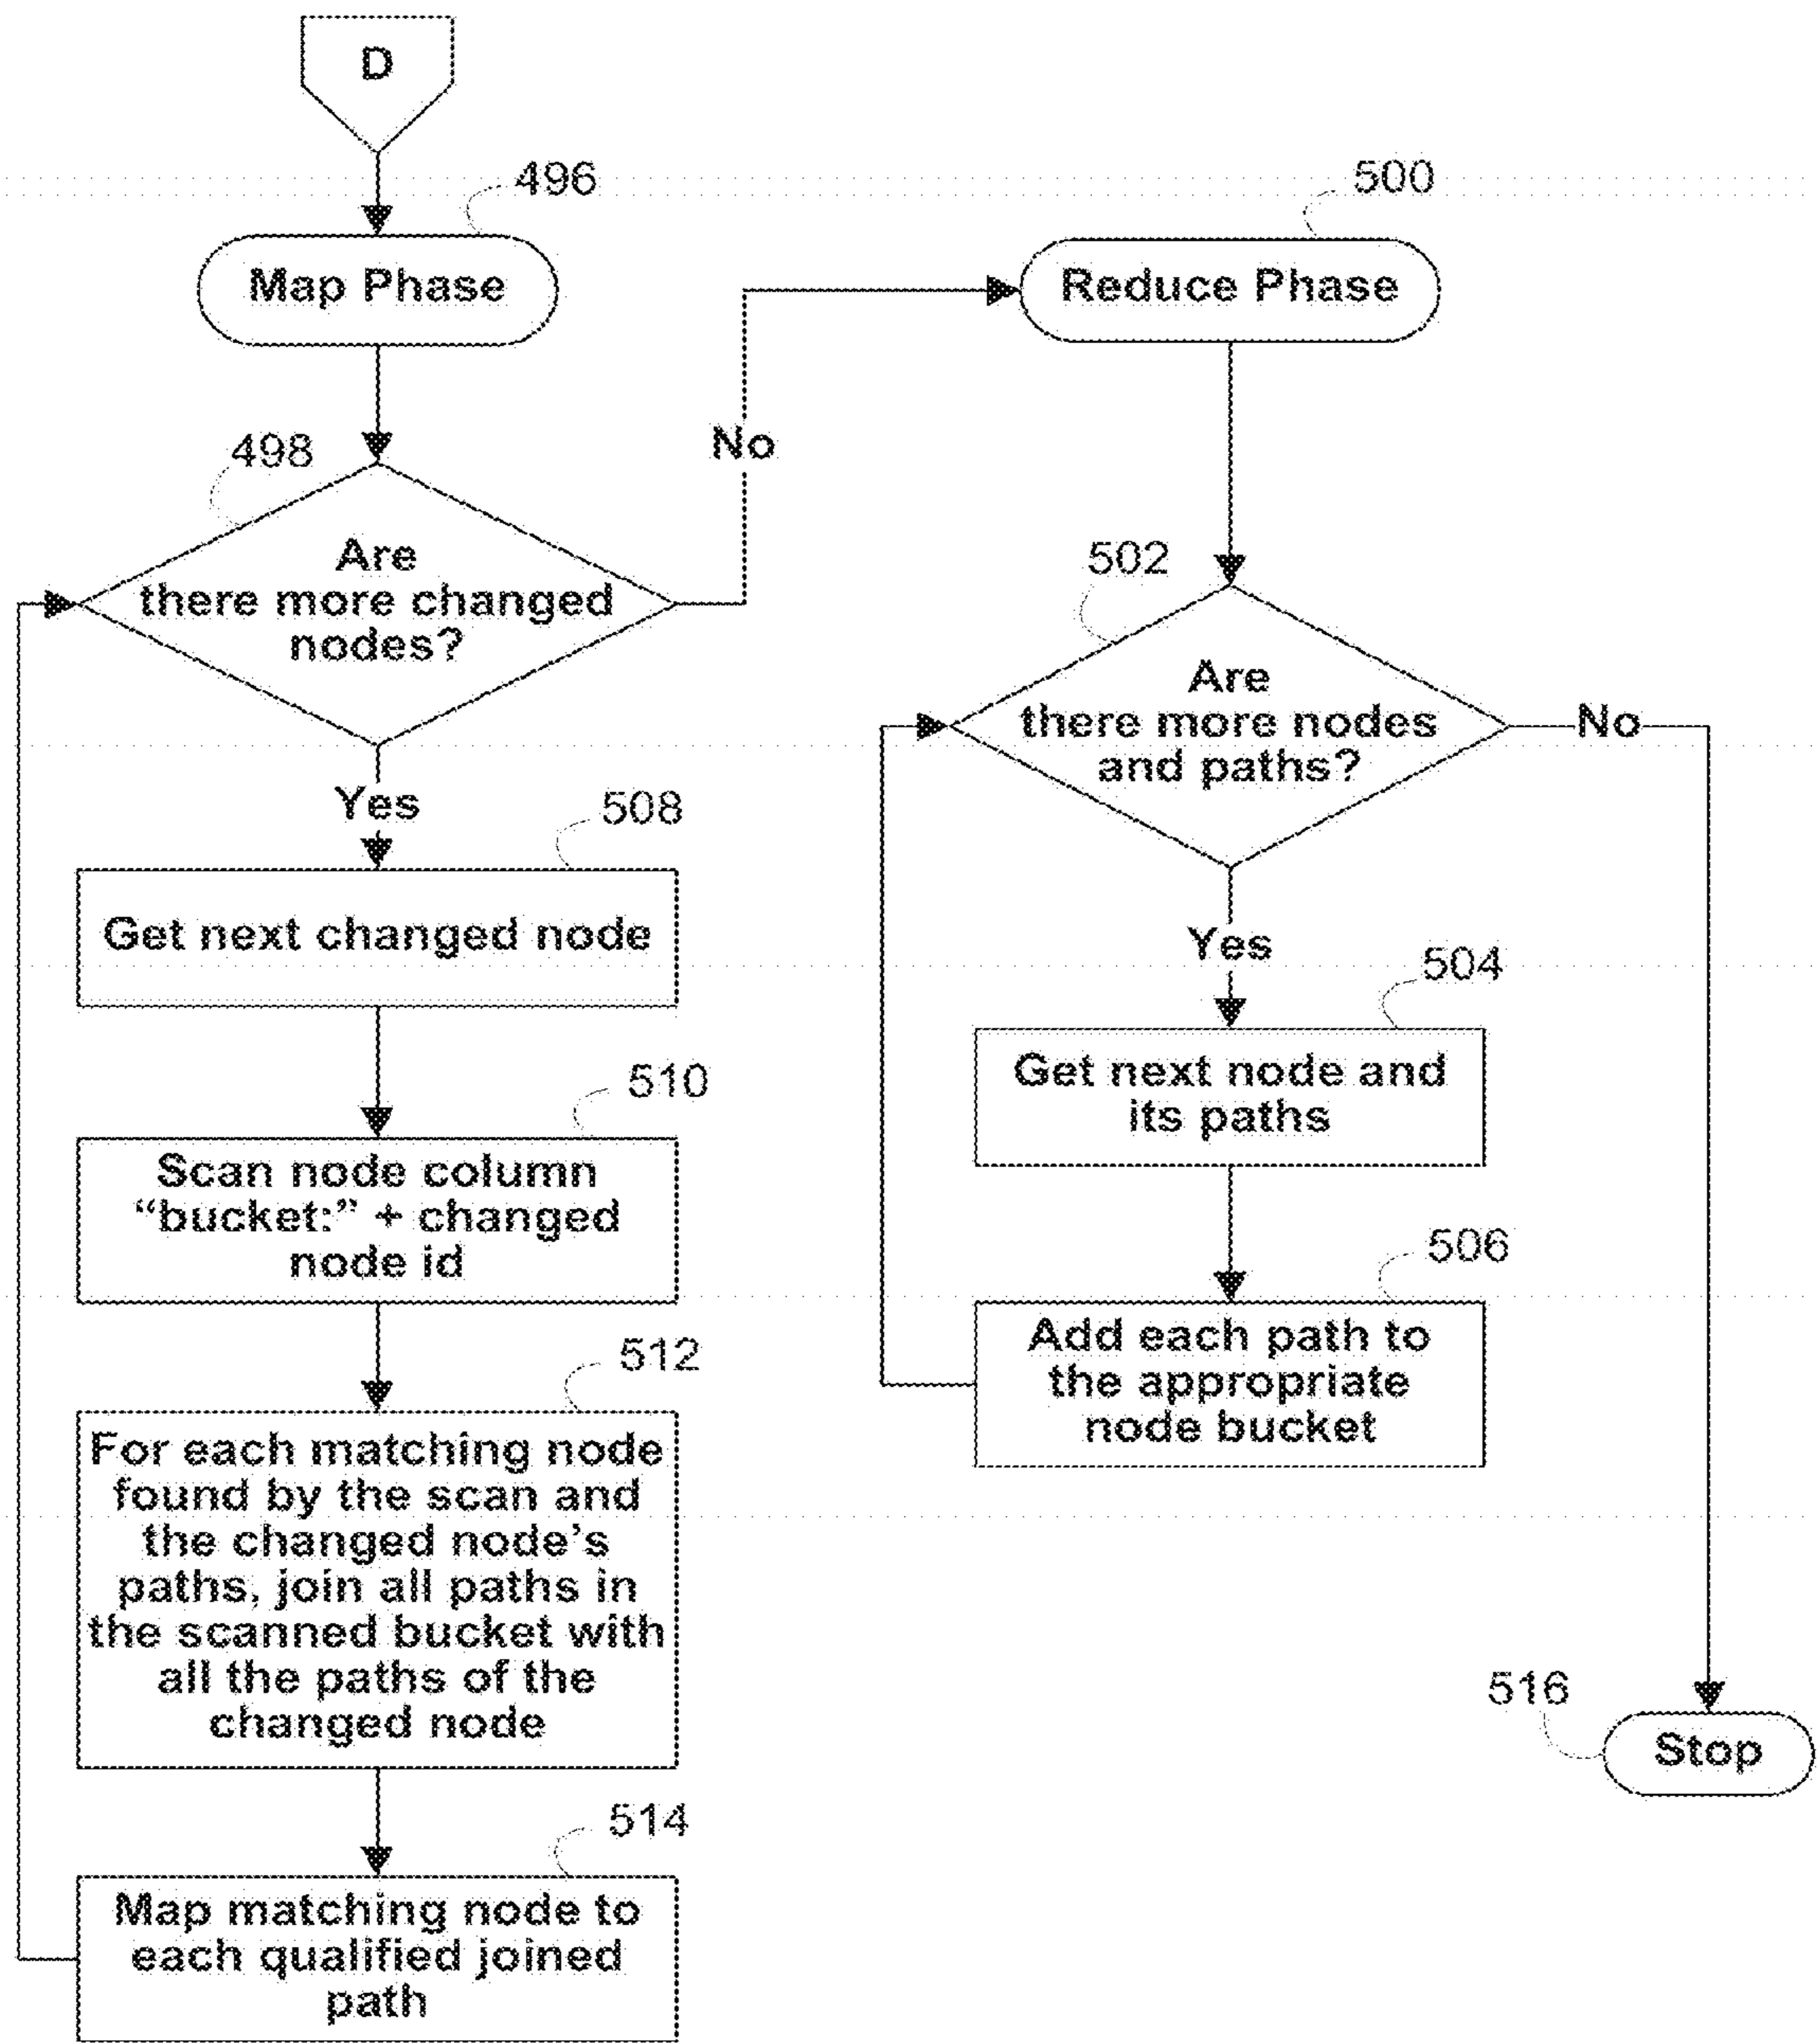 D
496
Map Phase
498
Are
there more changed
nodes?
No
Yes
508
Get next changed node
510
Scan node column
“bucket:” + changed
node id
512
For each matching node
found by the scan and
the changed node’s
paths, join all paths in
the scanned bucket with
all the paths of the
changed node
514
Map matching node to
each qualified joined
path
500
Reduce Phase
502
Are
there more nodes
and paths?
No
Yes
504
Get next node and
its paths
506
Add each path to
the appropriate
node bucket
516
Stop